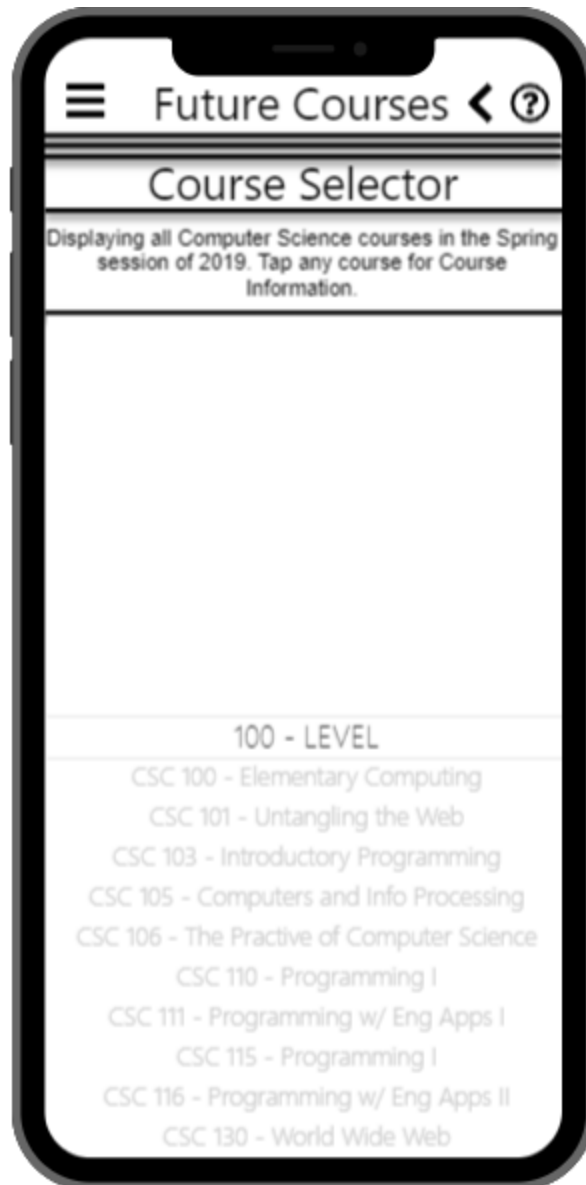 Future Courses
Course Selector
Displaying all Computer Science courses in the Spring
session of 2019. Tap any course for Course
Information.
100 - LEVEL
CSC 100 - Elementary Computing
CSC 101 - Untangling the Web
CSC 103 - Introductory Programming
CSC 105 - Computers and Info Processing
CSC 106 - The Practive of Computer Science
CSC 110 - Programming I
CSC 111 - Programming w/ Eng Apps I
CSC 115 - Programming I
CSC 116 - Programming w/ Eng Apps II
CSC 130 - World Wide Web